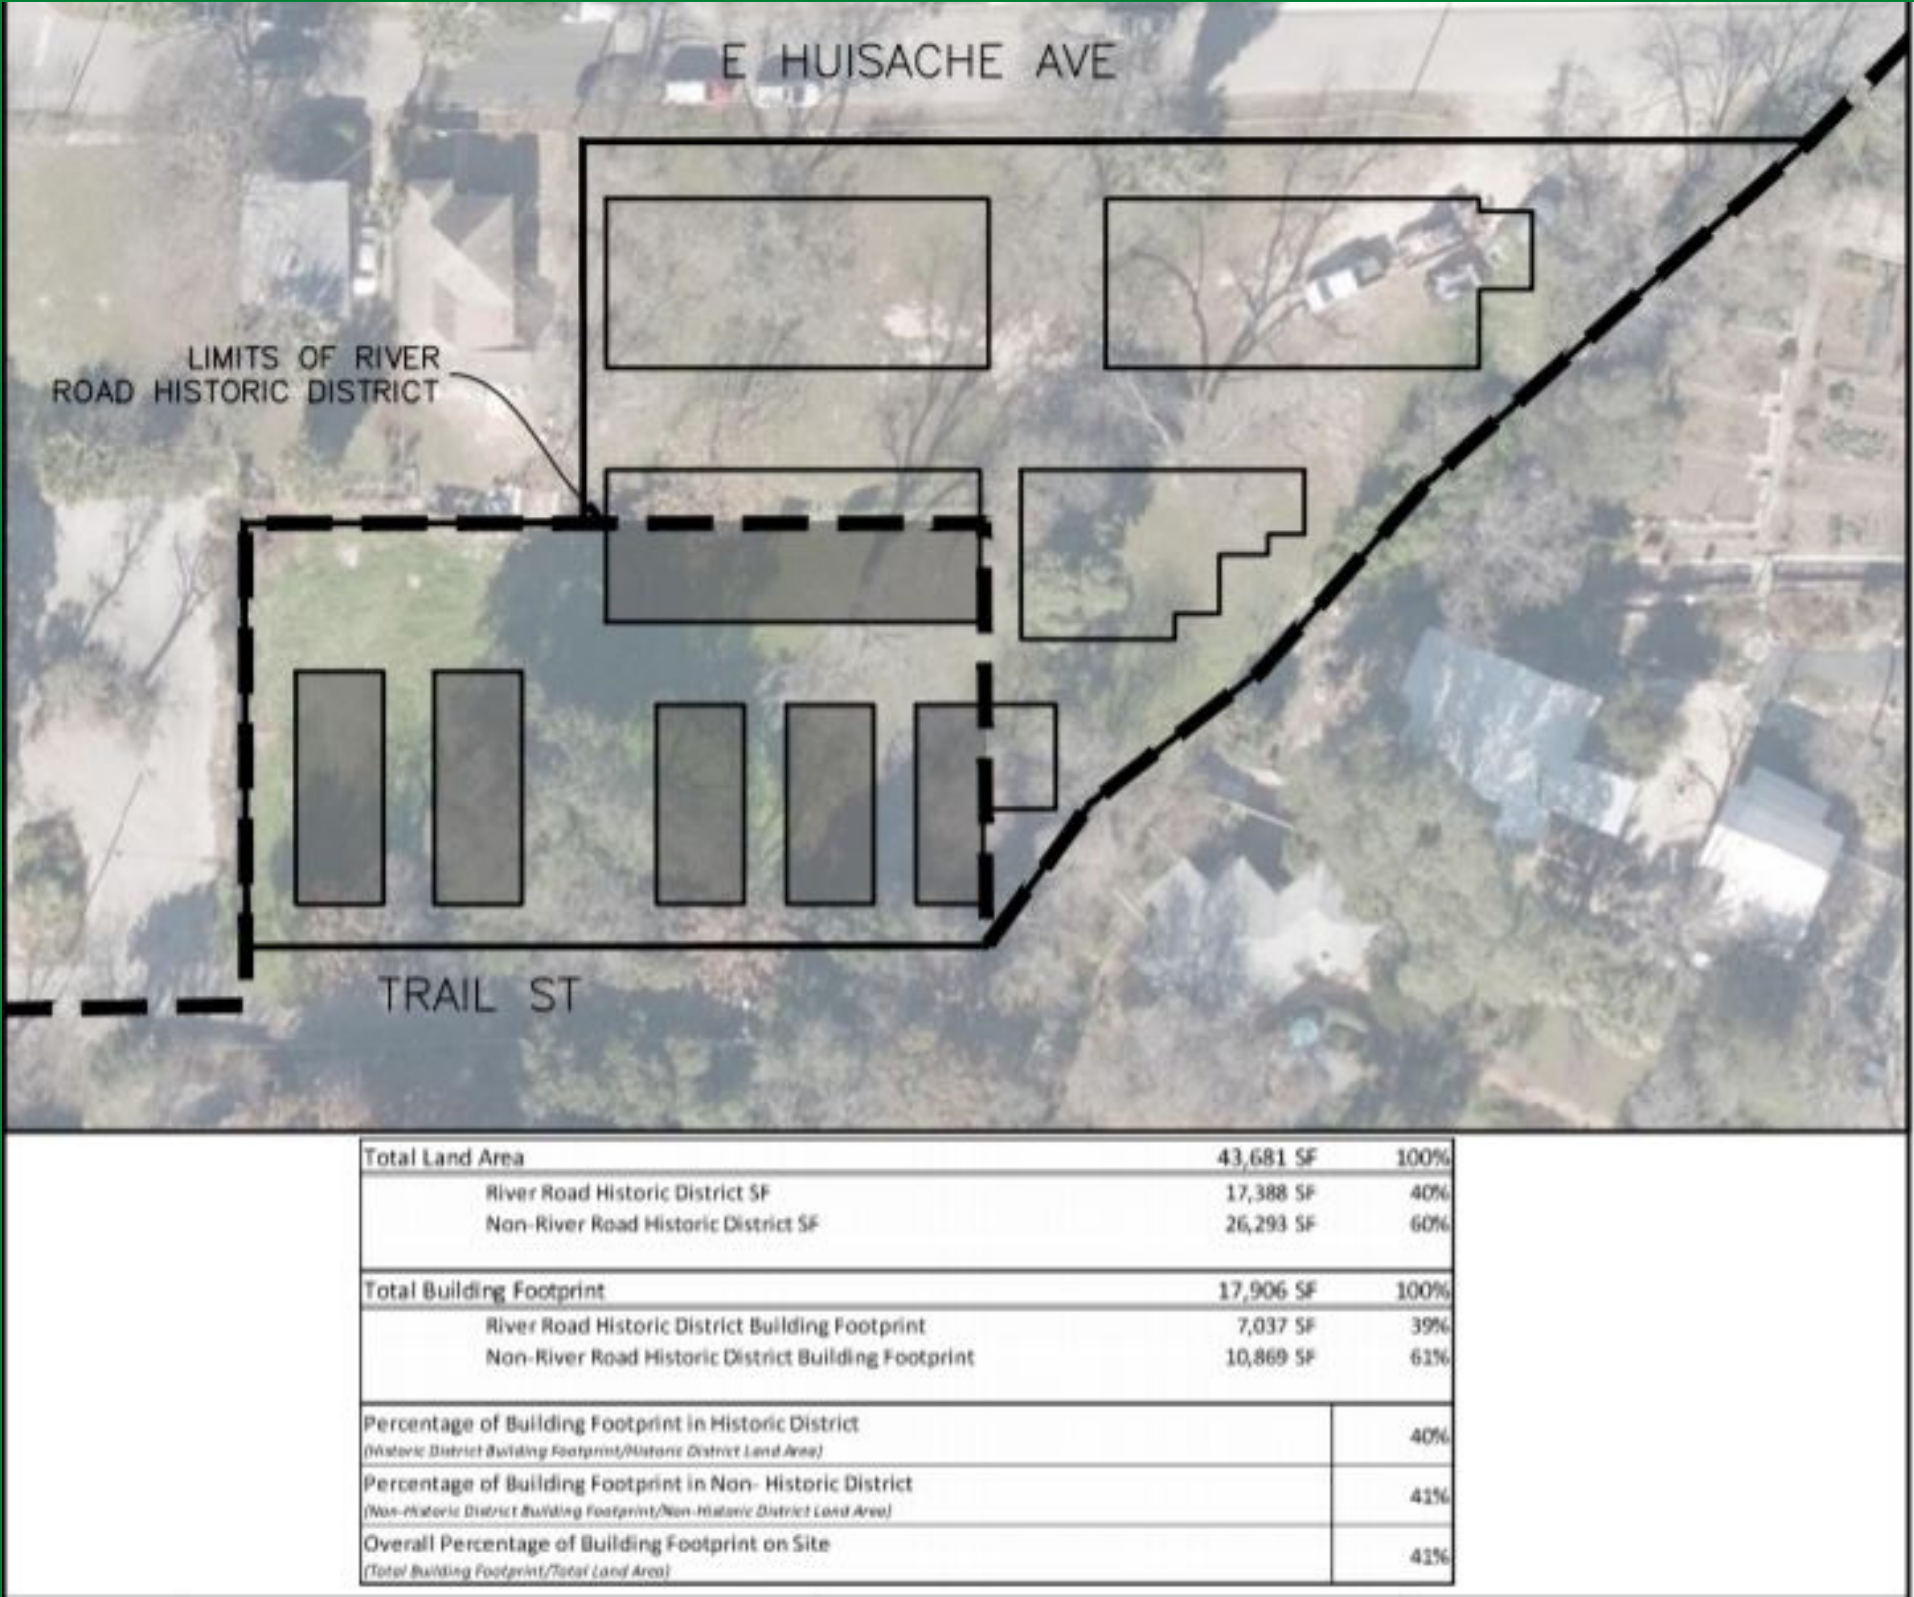 E HUISACHE AVE
LIMITS OF RIVER
ROAD HISTORIC DISTRICT
TRAIL ST
Total Land Area 43,681 SF 100%
River Road Historic District SF 17,388 SF 40%
Non-River Road Historic District SF 26,293 SF 60%
Total Building Footprint 17,906 SF 100%
River Road Historic District Building Footprint 7,037 SF 39%
Non-River Road Historic District Building Footprint 10,869 SF 61%
Percentage of Building Footprint in Historic District
(Historic District Building Footprint/Historic District Land Area) 40%
Percentage of Building Footprint in Non- Historic District
(Non-Historic District Building Footprint/Non-Historic District Land Area) 41%
Overall Percentage of Building Footprint on Site
(Total Building Footprint/Total Land Area) 41%